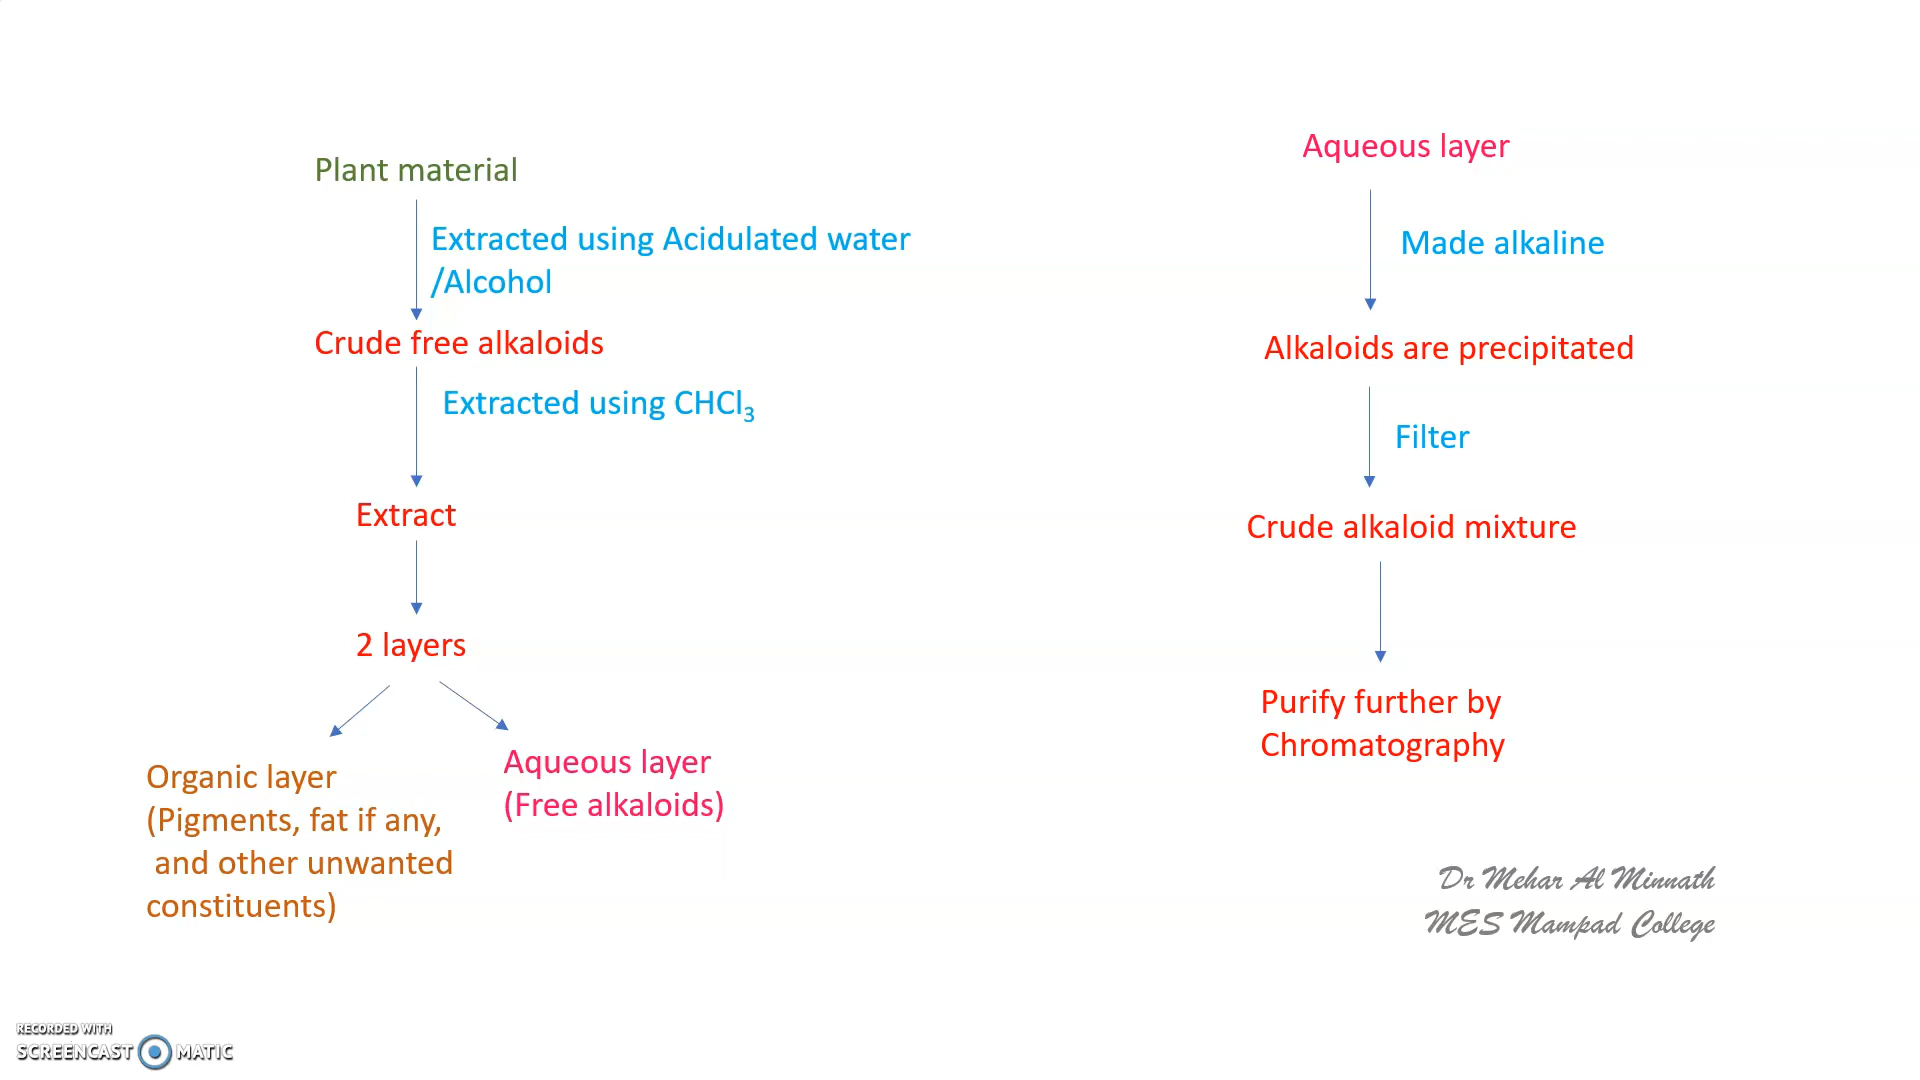 Plant material
Extracted using Acidulated water
/Alcohol
Crude free alkaloids
Extracted using CHCl₃
Extract
2 layers
Organic layer
(Pigments, fat if any,
and other unwanted
constituents)
Aqueous layer
(Free alkaloids)
Aqueous layer
Made alkaline
Alkaloids are precipitated
Filter
Crude alkaloid mixture
Purify further by
Chromatography
Dr Mehar Al Minnath
MES Mampad College
RECORDED WITH
SCREENCAST MATIC